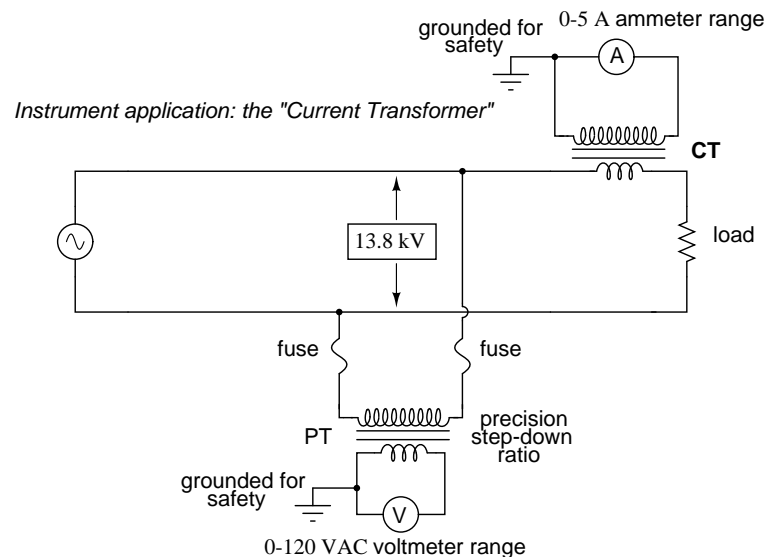 0-5 A ammeter range
grounded for
safety
A
Instrument application: the "Current Transformer"
CT
13.8 kV
load
fuse
fuse
PT
precision
step-down
ratio
grounded for
safety
V
0-120 VAC voltmeter range